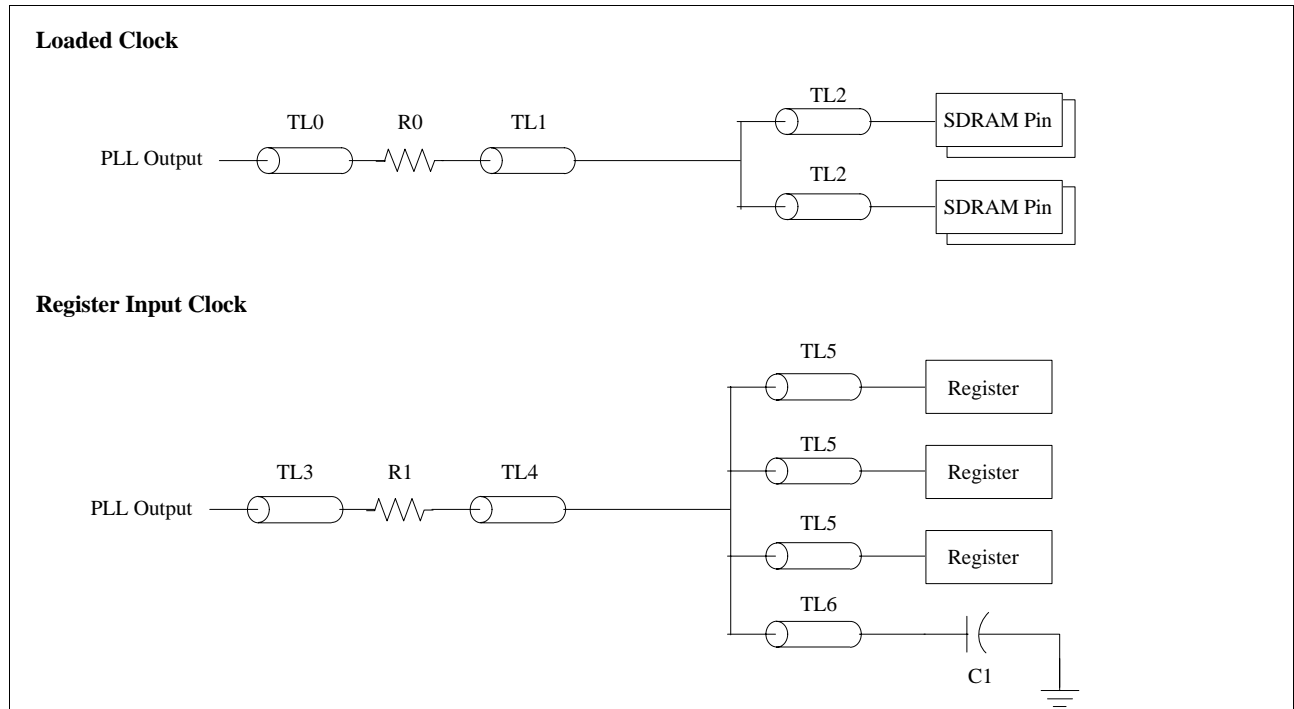 Loaded Clock
TL2
TL0 R0 TL1 SDRAM Pin
PLL Output
TL2
SDRAM Pin
Register Input Clock
TL5
Register
TL5
TL3 R1 TL4 Register
PLL Output
TL5
Register
TL6
C1